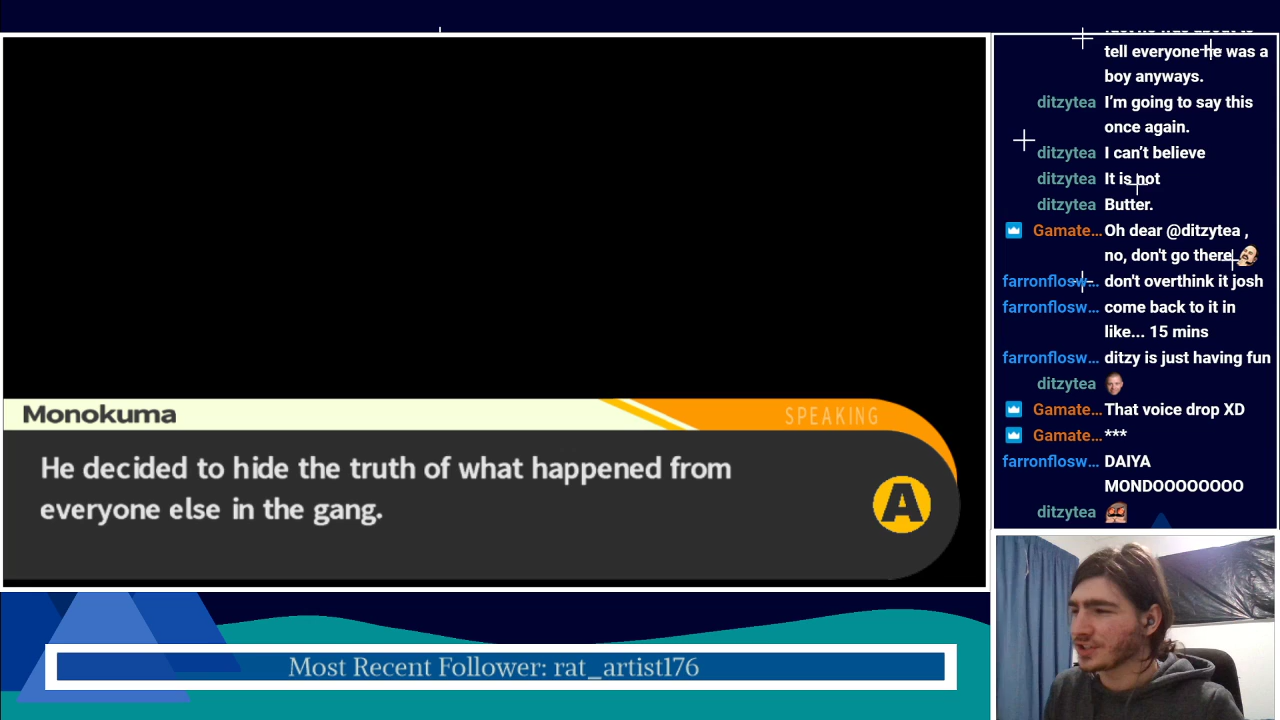 Monokuma
SPEAKING
He decided to hide the truth of what happened from
everyone else in the gang.
A
tell everyone he was a
boy anyways.
ditzytea I'm going to say this
once again.
ditzytea I can't believe
ditzytea It is not
ditzytea Butter.
Gamate… Oh dear @ditzytea ,
no, don't go there
farronflosw… don't overthink it josh
farronflosw… come back to it in
like... 15 mins
farronflosw… ditzy is just having fun
ditzytea
Gamate… That voice drop XD
Gamate… ***
farronflosw… DAIYA
MONDOOOOOOOO
ditzytea
Most Recent Follower: rat_artist176